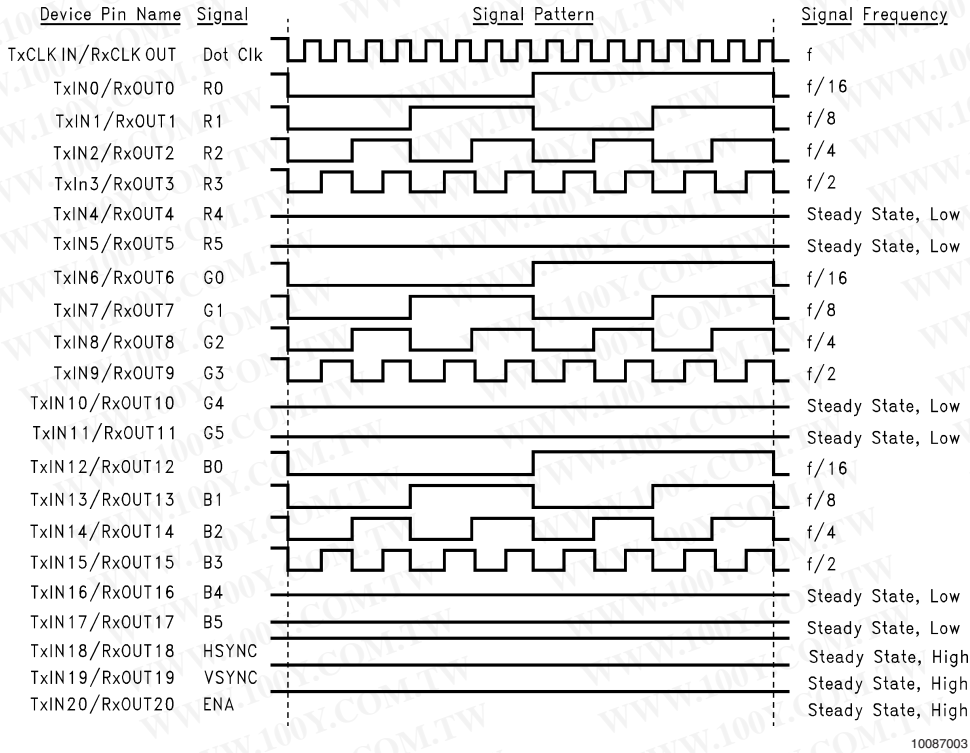 Device Pin Name Signal Signal Pattern Signal Frequency
TxCLK IN/RxCLK OUT Dot Clk f
TxIN0/RxOUT0 R0 f/16
TxIN1/RxOUT1 R1 f/8
TxIN2/RxOUT2 R2 f/4
TxIn3/RxOUT3 R3 f/2
TxIN4/RxOUT4 R4 Steady State, Low
TxIN5/RxOUT5 R5 Steady State, Low
TxIN6/RxOUT6 G0 f/16
TxIN7/RxOUT7 G1 f/8
TxIN8/RxOUT8 G2 f/4
TxIN9/RxOUT9 G3 f/2
TxIN10/RxOUT10 G4 Steady State, Low
TxIN11/RxOUT11 G5 Steady State, Low
TxIN12/RxOUT12 B0 f/16
TxIN13/RxOUT13 B1 f/8
TxIN14/RxOUT14 B2 f/4
TxIN15/RxOUT15 B3 f/2
TxIN16/RxOUT16 B4 Steady State, Low
TxIN17/RxOUT17 B5 Steady State, Low
TxIN18/RxOUT18 HSYNC Steady State, High
TxIN19/RxOUT19 VSYNC Steady State, High
TxIN20/RxOUT20 ENA Steady State, High
10087003
WWW.100Y.COM.TW